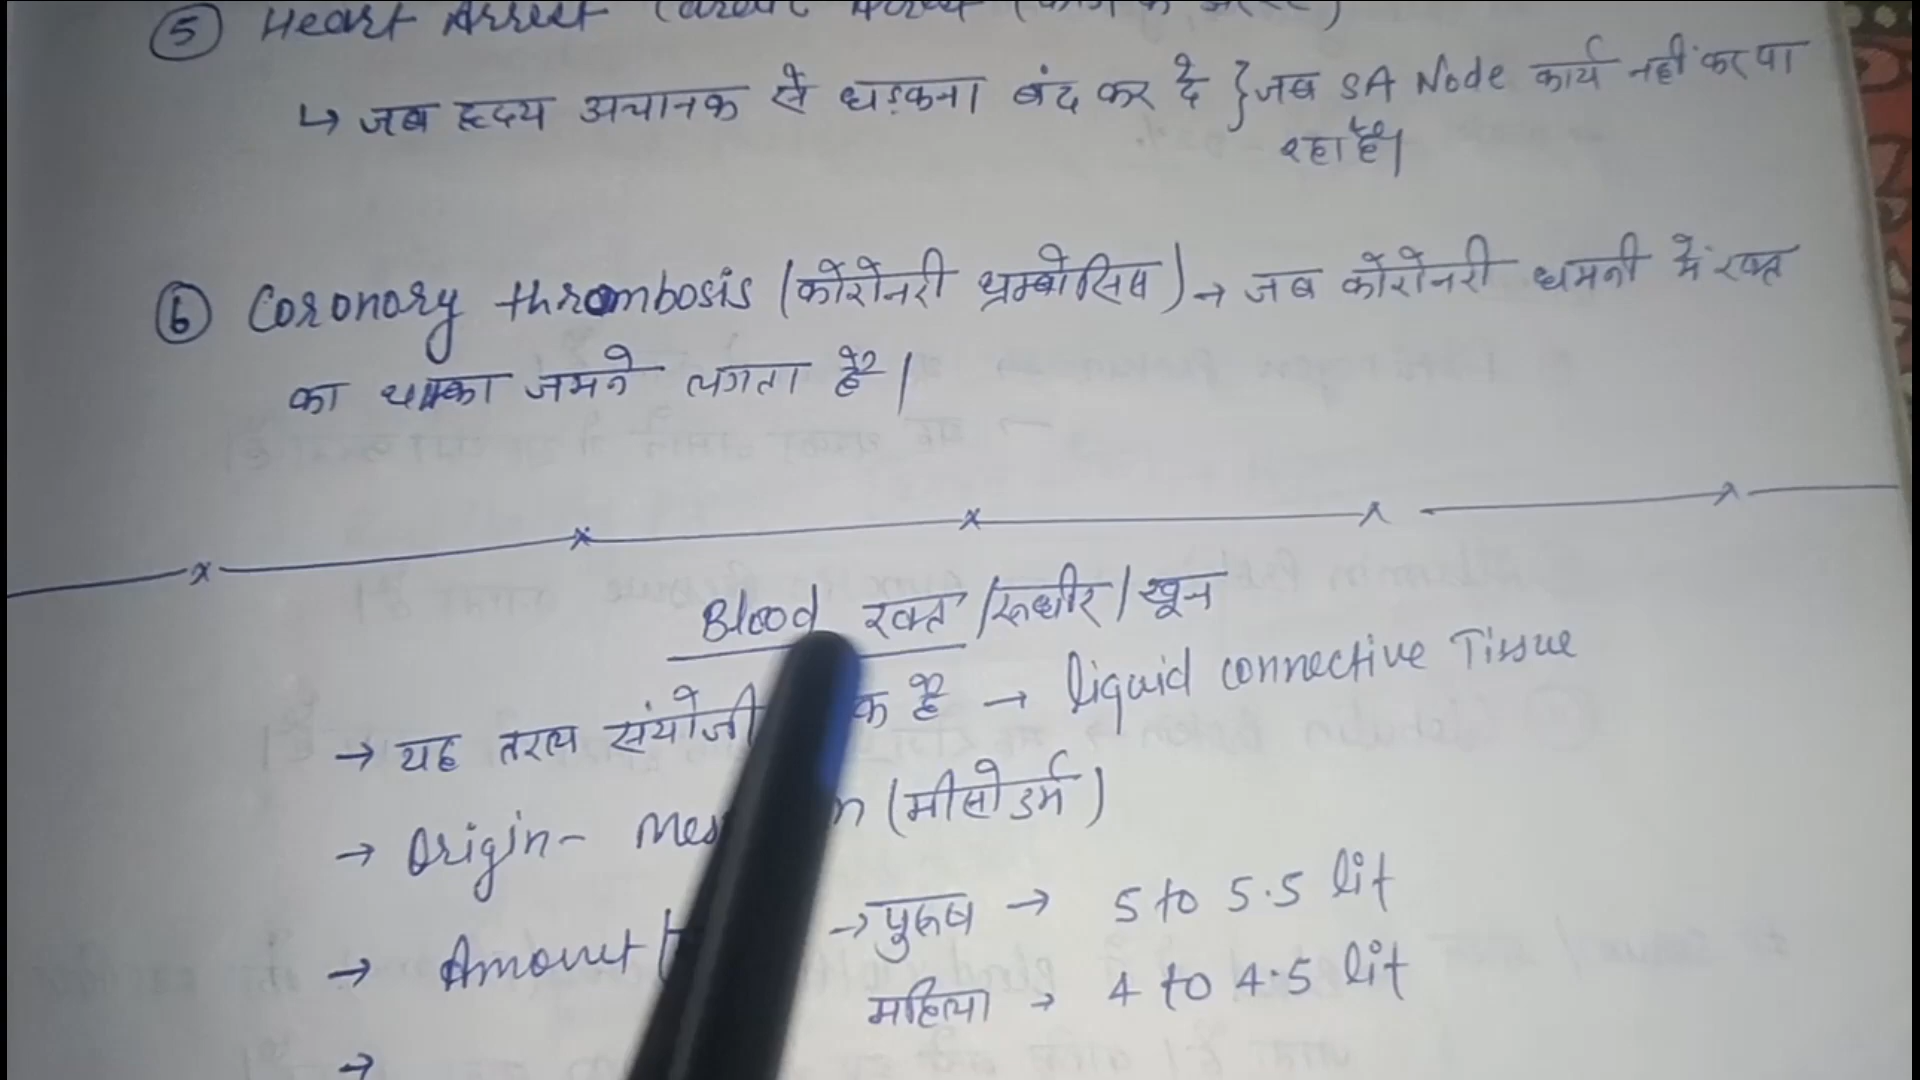 ⑤ Heart Arrest
↳ जब ह्रदय अचानक से धड़कना बंद कर दे } जब SA Node कार्य नहीं कर पा
रहा है।
⑥ Coronary thrombosis (कोरोनरी थ्रम्बोसिस) → जब कोरोनरी धमनी में रक्त
का थक्का जमने लगता है।
Blood रक्त / रूधीर / खून
→ यह तरल संयोजी क है → liquid connective Tissue
→ Origin - Mes m (मीसोडर्म)
→ Amount → पुरूष → 5 to 5.5 lit
महिला → 4 to 4.5 lit
→